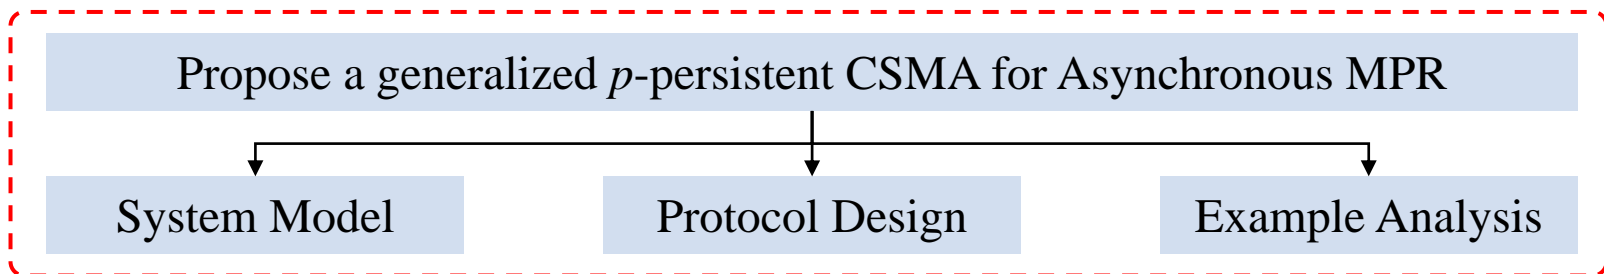 Propose a generalized p-persistent CSMA for Asynchronous MPR
System Model
Protocol Design
Example Analysis